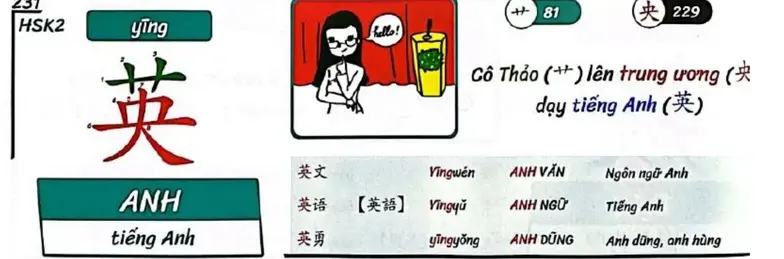 231
HSK2
yīng
英
ANH
tiếng Anh
hello!
艹 81
央 229
Cô Thảo (艹) lên trung ương (央
dạy tiếng Anh (英)
英文 Yīngwén ANH VĂN Ngôn ngữ Anh
英语 【英語】 Yīngyǔ ANH NGỮ Tiếng Anh
英勇 yīngyǒng ANH DŨNG Anh dũng, anh hùng